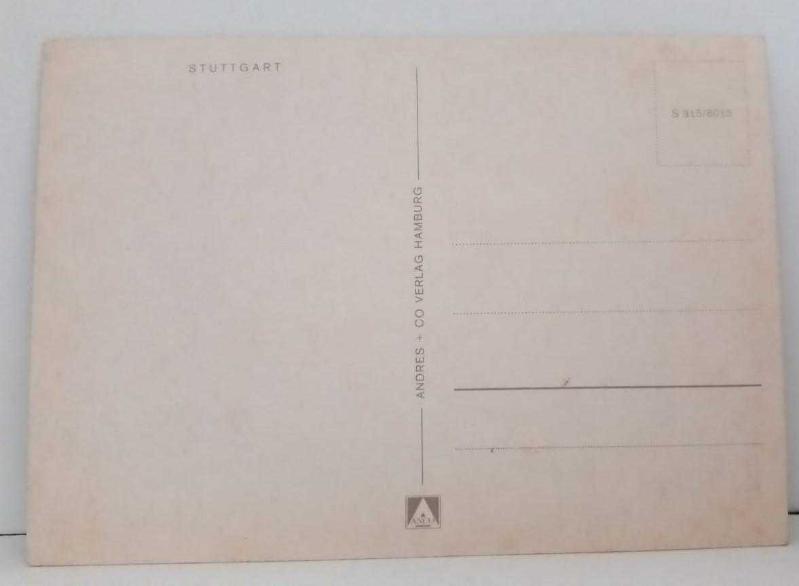 STUTTGART
S 315/8015
ANDRES + CO VERLAG HAMBURG